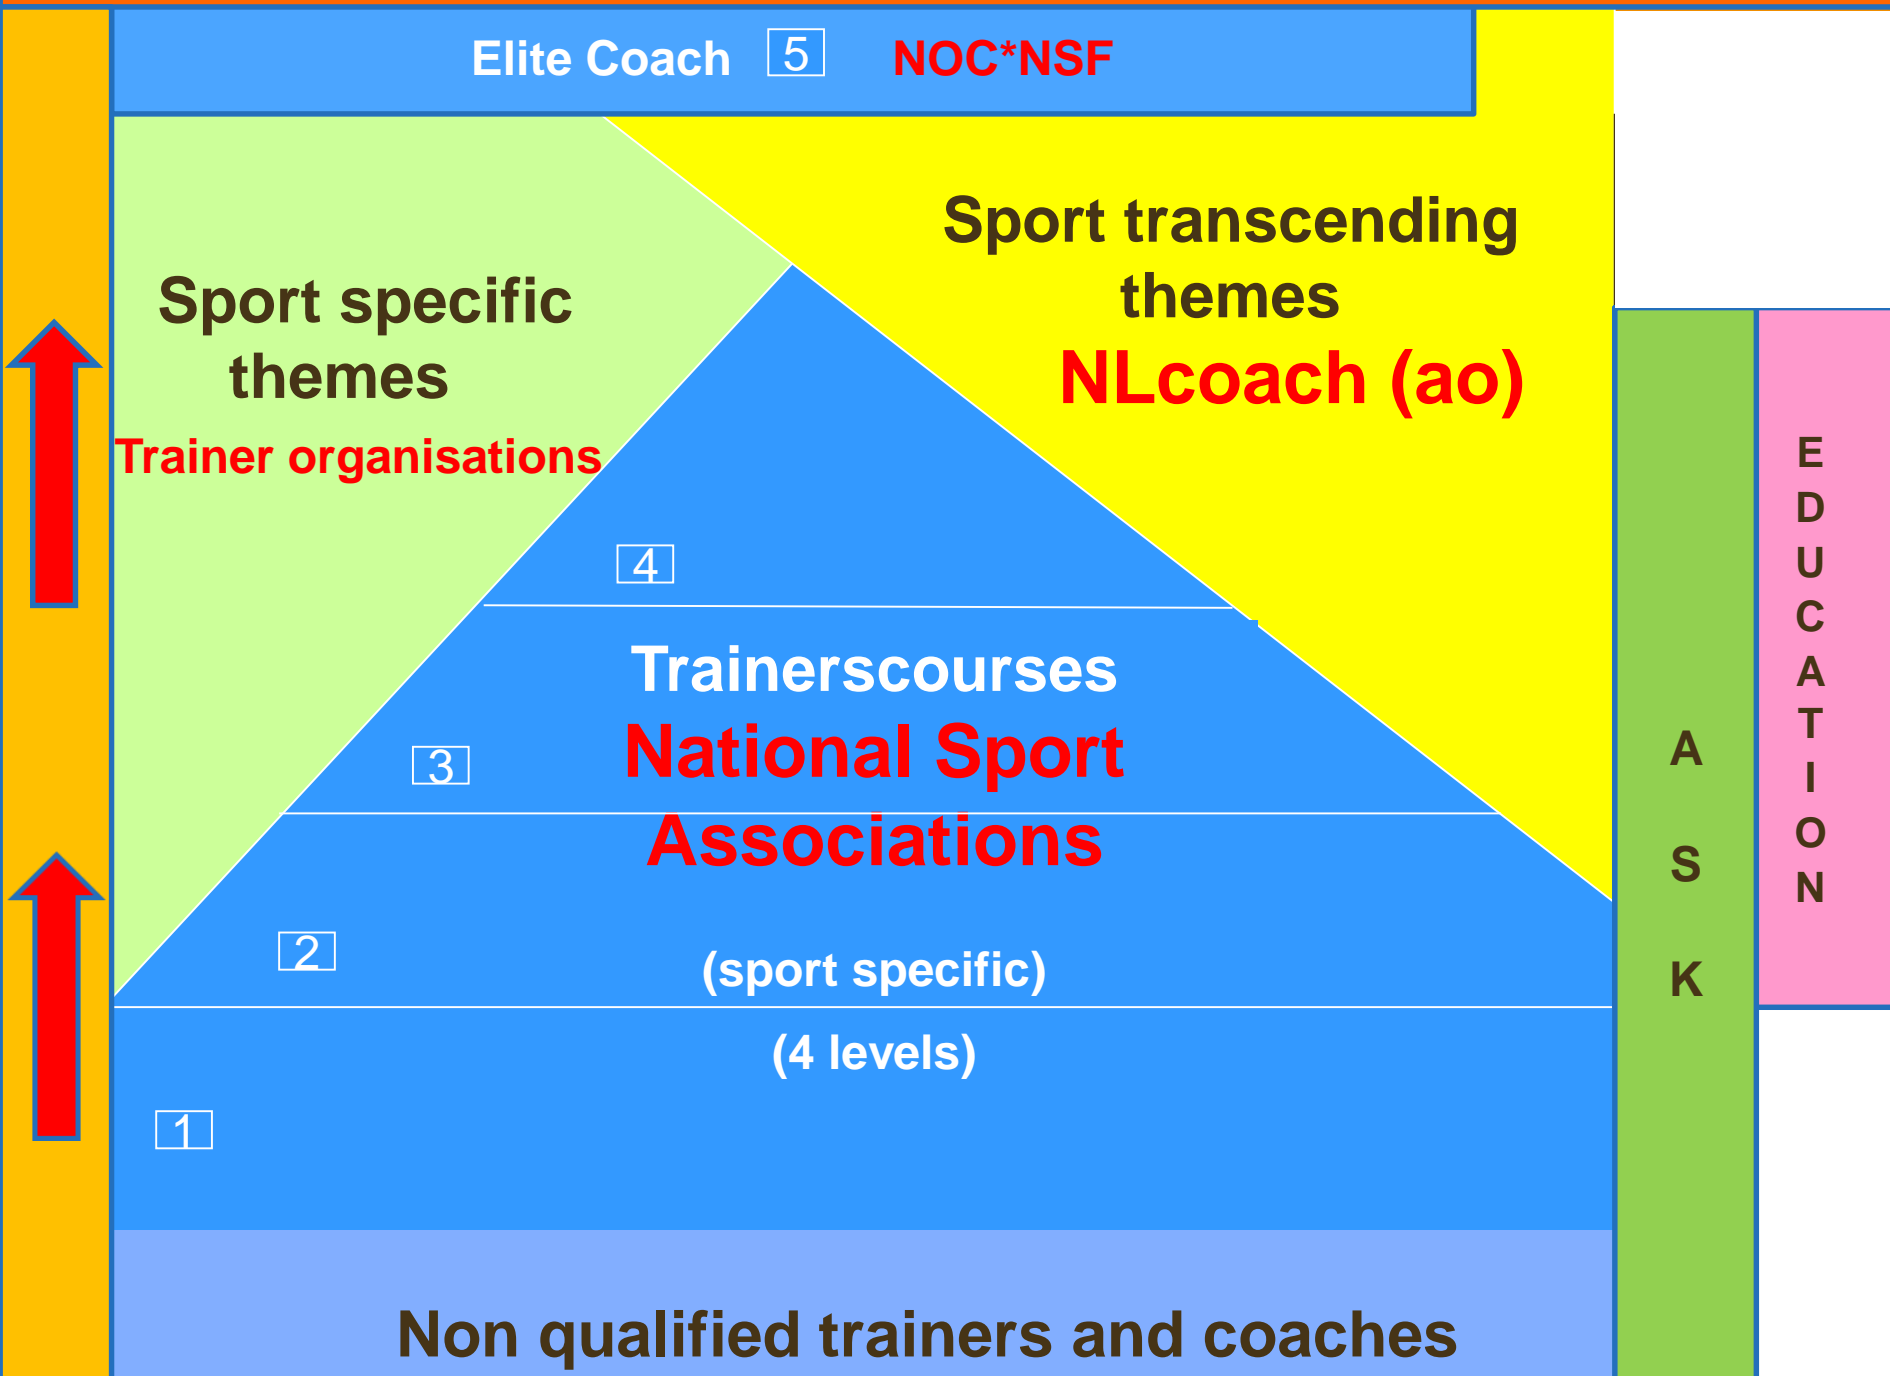 Elite Coach 5 NOC*NSF
Sport specific
themes
Trainer organisations
Sport transcending
themes
NLcoach (ao)
4
Trainerscourses
National Sport
3
Associations
2
(sport specific)
(4 levels)
1
Non qualified trainers and coaches
A
S
K
E
D
U
C
A
T
I
O
N